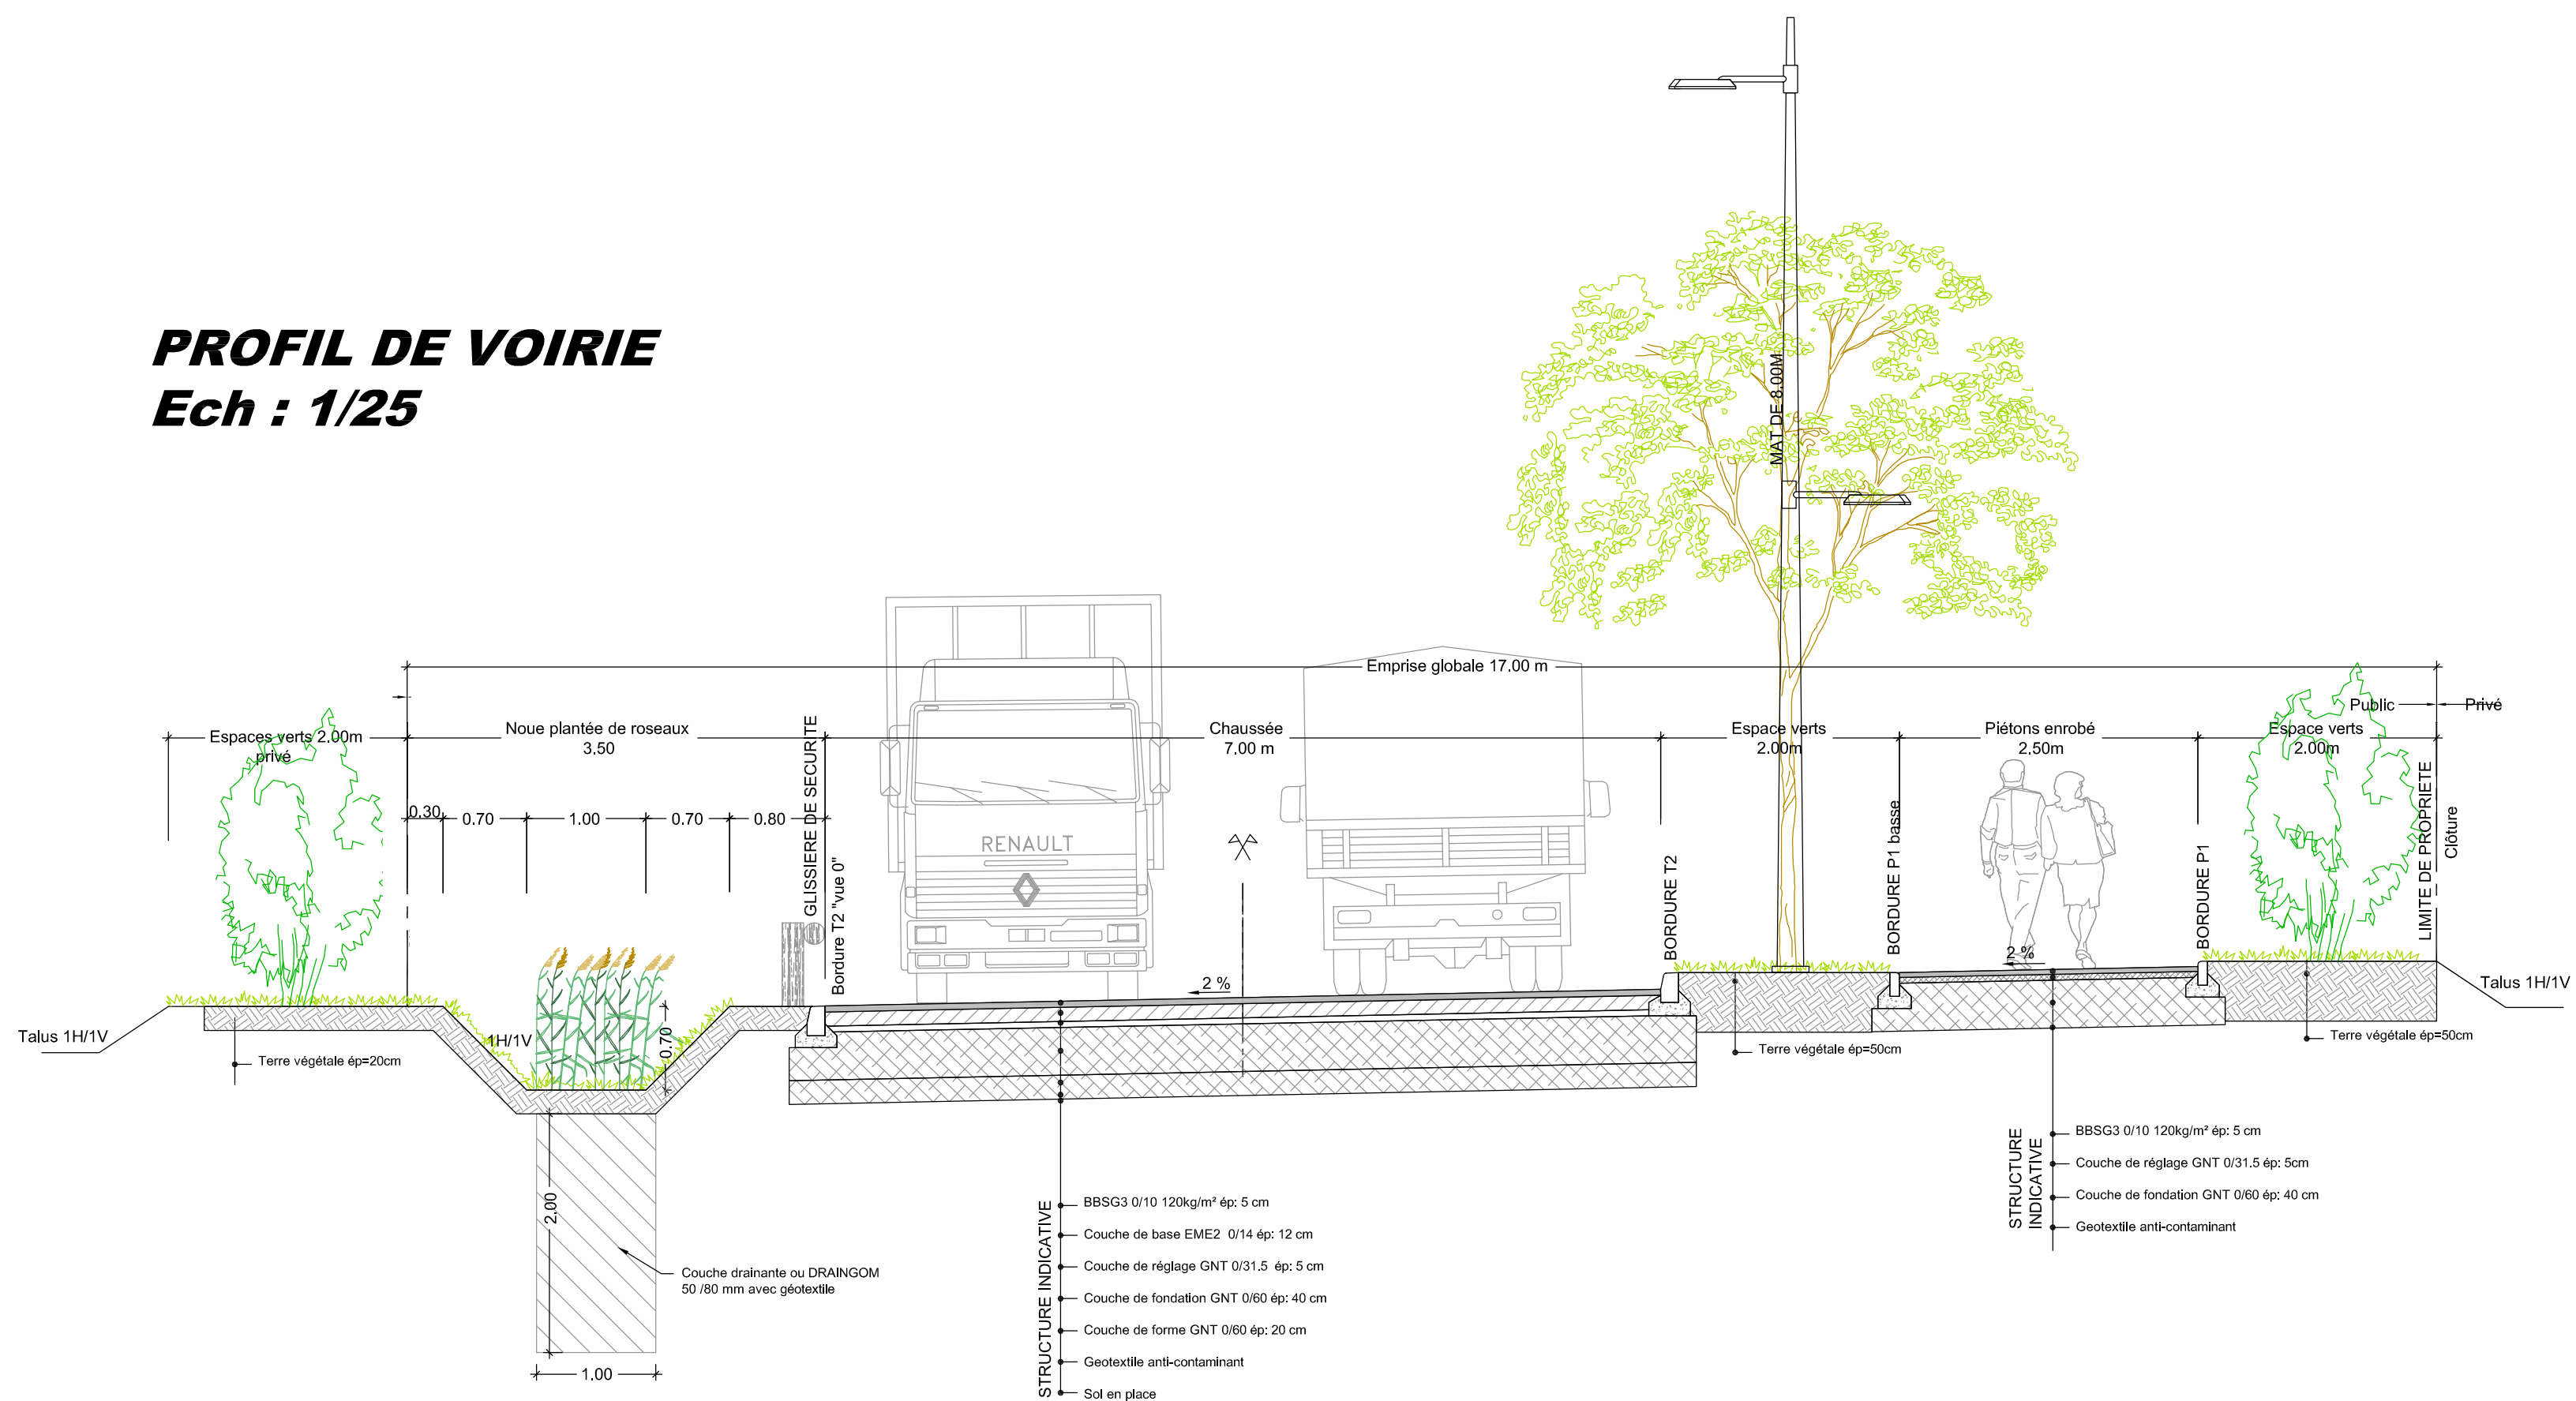 PROFIL DE VOIRIE
Ech : 1/25
MAT DE 8.00M
Emprise globale 17.00 m
Public
Privé
Espaces verts 2.00m
privé
Noue plantée de roseaux
3.50
GLISSIERE DE SECURITE
Chaussée
7.00 m
Espace verts
2.00m
Piétons enrobé
2.50m
Espace verts
2.00m
0.30
0.70
1.00
0.70
0.80
RENAULT
Bordure T2 "vue 0"
BORDURE T2
BORDURE P1 basse
BORDURE P1
LIMITE DE PROPRIETE
Clôture
2 %
2 %
Talus 1H/1V
1H/1V
0.70
Talus 1H/1V
Terre végétale ép=20cm
Terre végétale ép=50cm
Terre végétale ép=50cm
2.00
1.00
Couche drainante ou DRAINGOM
50 /80 mm avec géotextile
STRUCTURE INDICATIVE
BBSG3 0/10 120kg/m² ép: 5 cm
Couche de base EME2 0/14 ép: 12 cm
Couche de réglage GNT 0/31.5 ép: 5 cm
Couche de fondation GNT 0/60 ép: 40 cm
Couche de forme GNT 0/60 ép: 20 cm
Geotextile anti-contaminant
Sol en place
STRUCTURE
INDICATIVE
BBSG3 0/10 120kg/m² ép: 5 cm
Couche de réglage GNT 0/31.5 ép: 5cm
Couche de fondation GNT 0/60 ép: 40 cm
Geotextile anti-contaminant